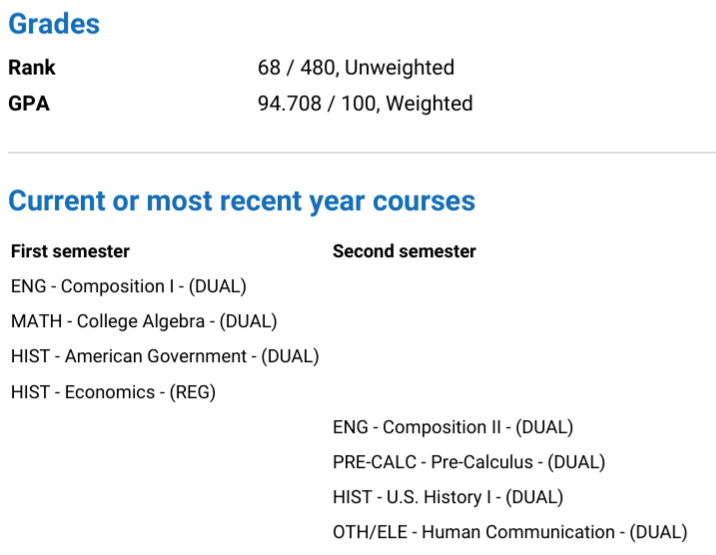 Grades
Rank 68 / 480, Unweighted
GPA 94.708 / 100, Weighted
Current or most recent year courses
First semester Second semester
ENG - Composition I - (DUAL)
MATH - College Algebra - (DUAL)
HIST - American Government - (DUAL)
HIST - Economics - (REG)
ENG - Composition II - (DUAL)
PRE-CALC - Pre-Calculus - (DUAL)
HIST - U.S. History I - (DUAL)
OTH/ELE - Human Communication - (DUAL)